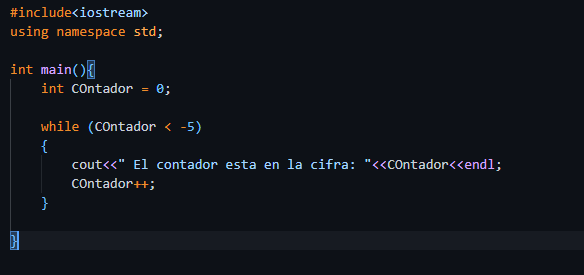 #include<iostream>
using namespace std;
int main(){
int COntador = 0;
while (COntador < -5)
{
cout<<" El contador esta en la cifra: "<<COntador<<endl;
COntador++;
}
}